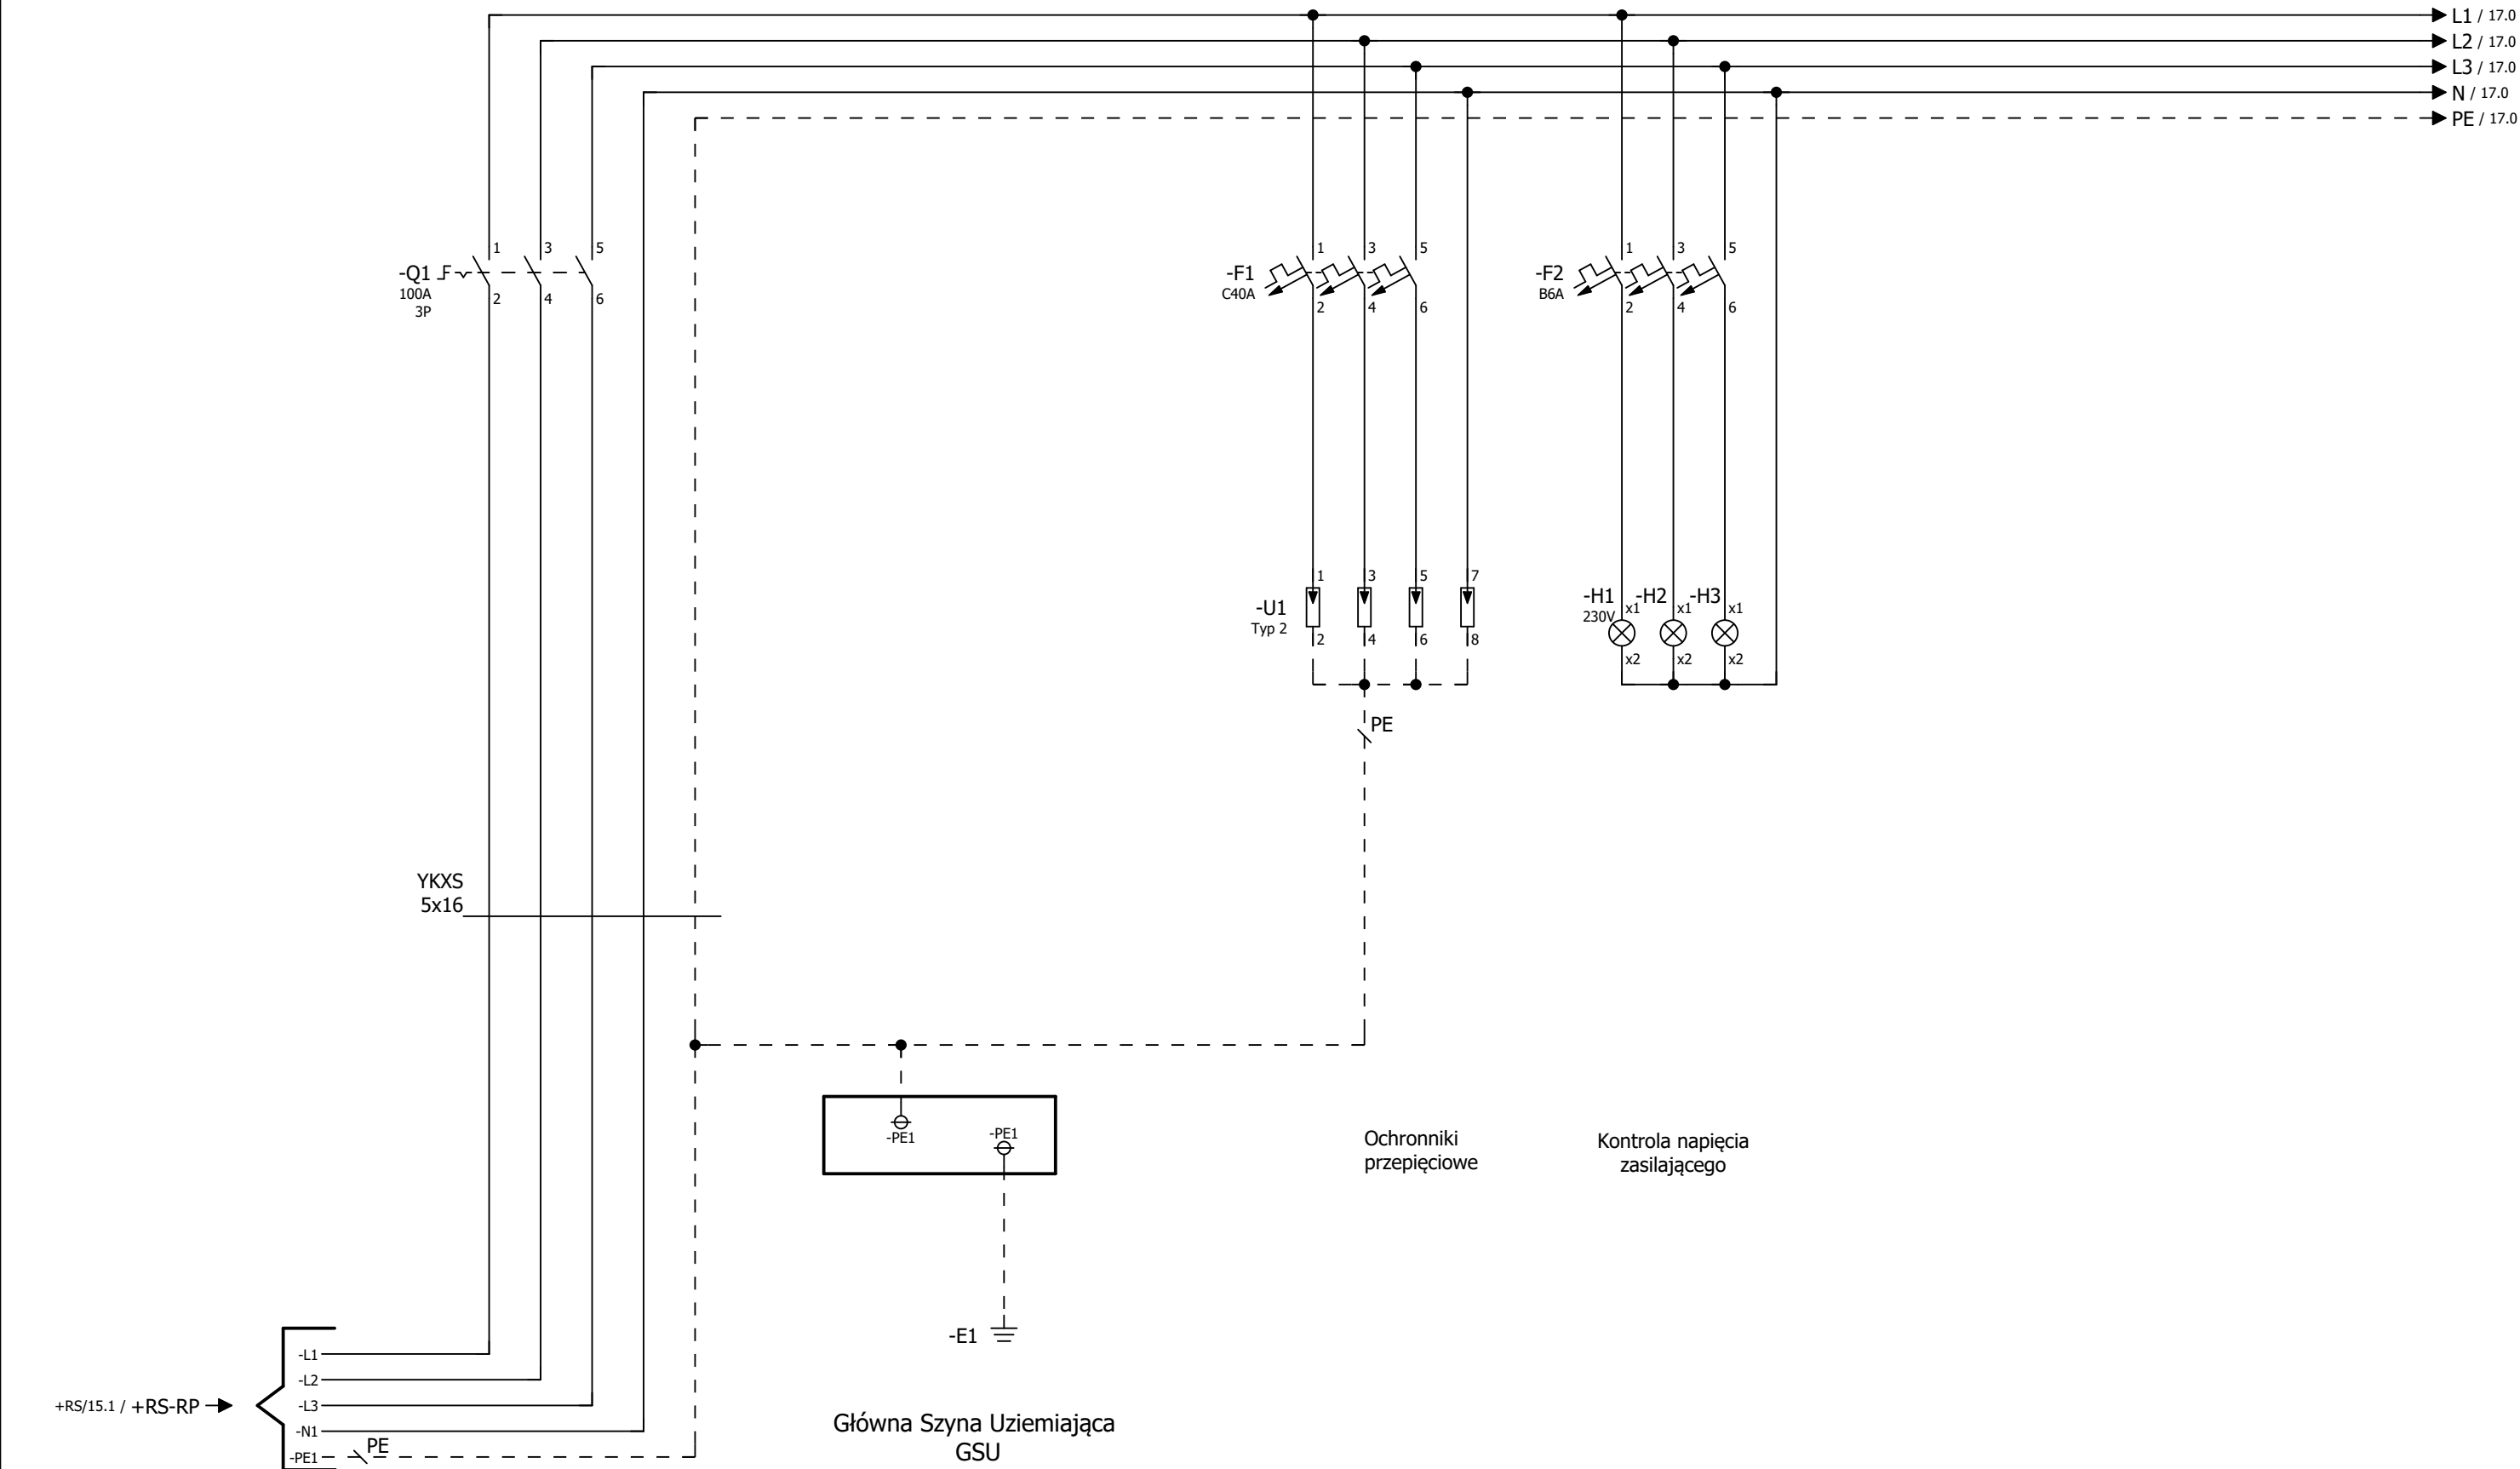 L1 / 17.0
L2 / 17.0
L3 / 17.0
N / 17.0
PE / 17.0
1 3 5
-Q1
100A
3P
2 4 6
1 3 5
-F1
C40A
2 4 6
1 3 5
-F2
B6A
2 4 6
1 3 5 7
-U1
Typ 2
2 4 6 8
-H1 -H2 -H3
230V
x1 x1 x1
x2 x2 x2
PE
YKXS
5x16
-PE1
-PE1
Ochronniki
przepięciowe
Kontrola napięcia
zasilającego
-E1
-L1
-L2
+RS/15.1 / +RS-RP
-L3
-N1
-PE1
PE
Główna Szyna Uziemiająca
GSU